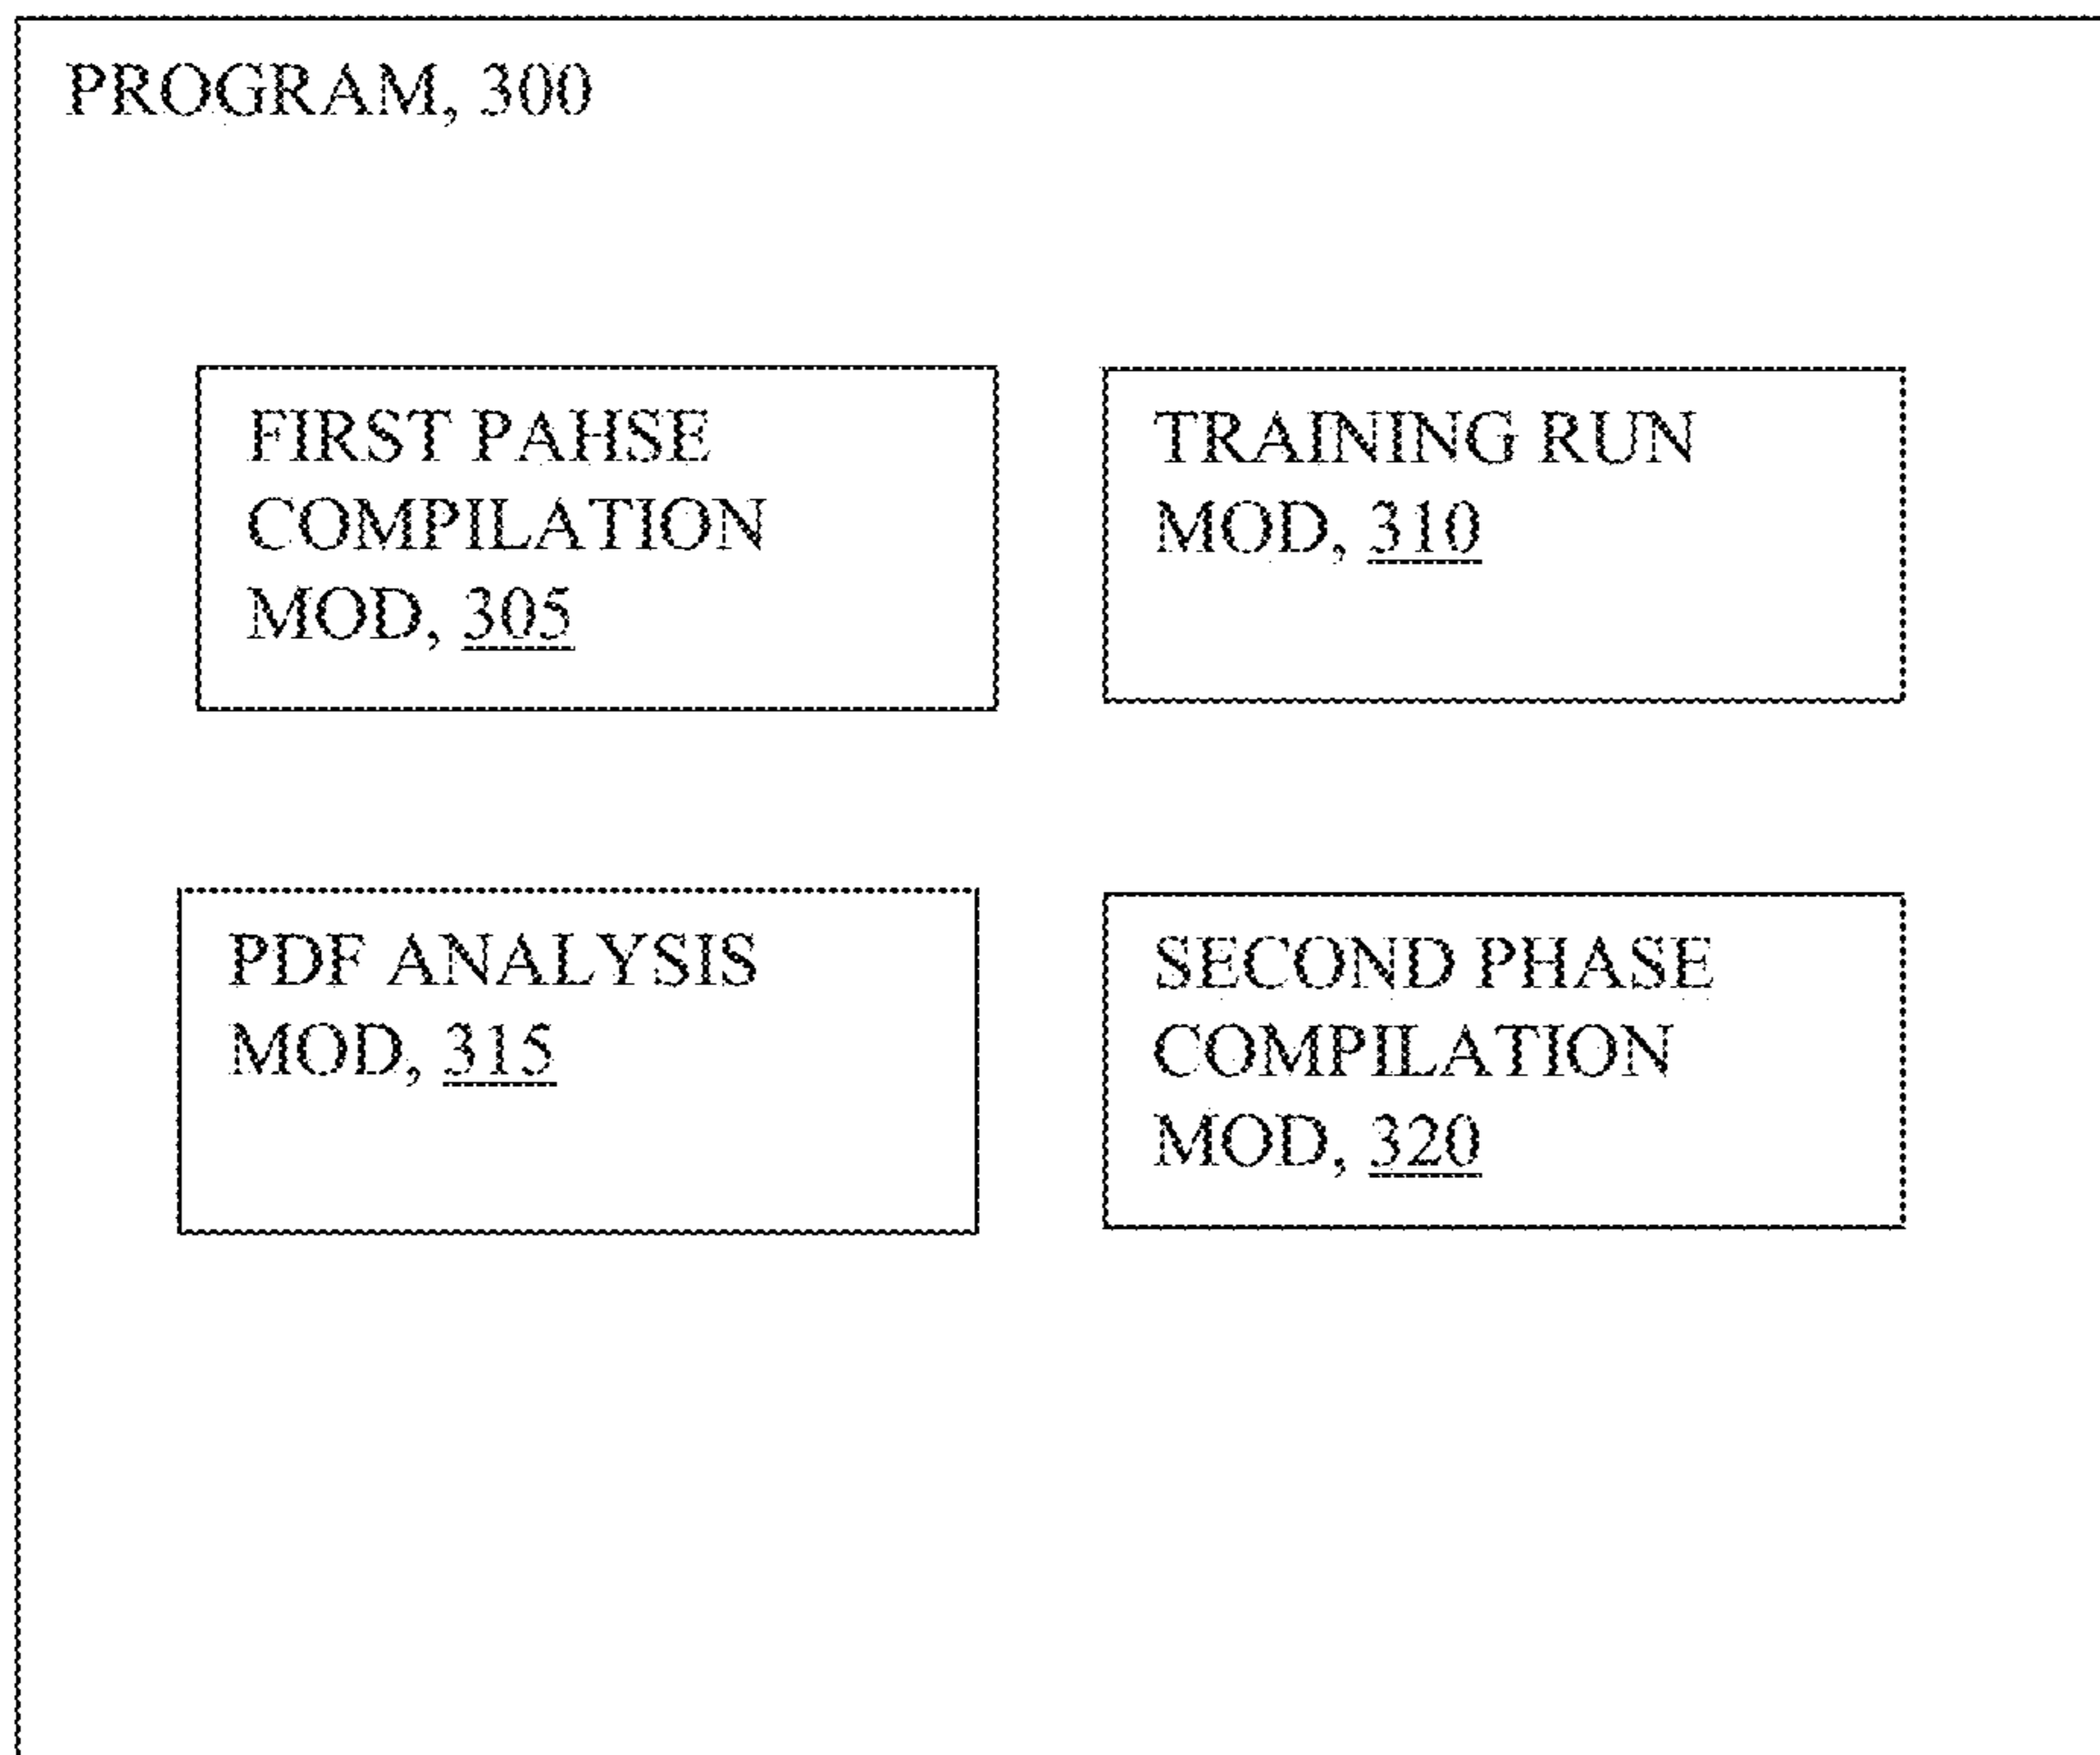 PROGRAM, 300
FIRST PAHSE
COMPILATION
MOD, 305
TRAINING RUN
MOD, 310
PDF ANALYSIS
MOD, 315
SECOND PHASE
COMPILATION
MOD, 320